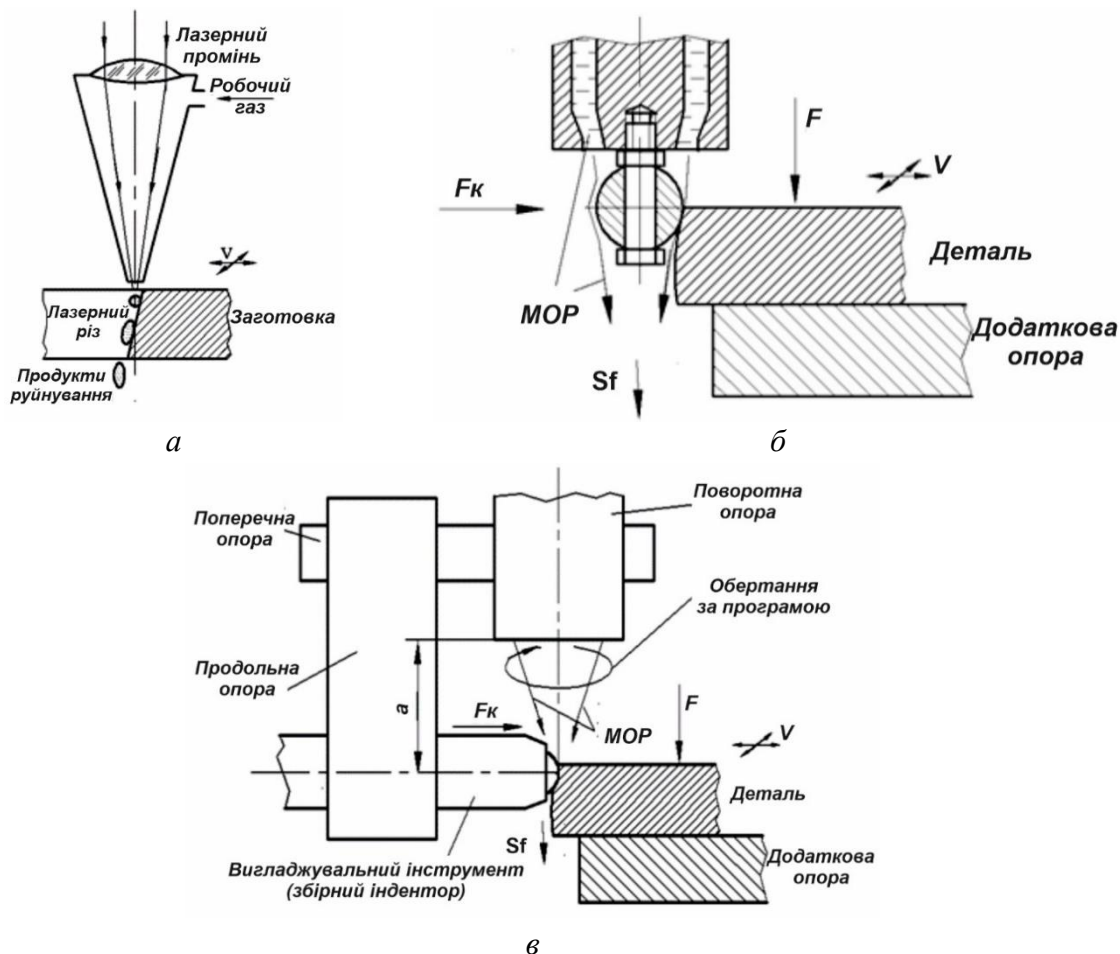 Лазерний
промінь
Робочий
газ
v
Лазерний
різ
Заготовка
Продукти
руйнування
а
F
Fк
V
Деталь
МОР
Додаткова
опора
Sf
б
Поперечна
опора
Поворотна
опора
Обертання
за програмою
Продольна
опора
а
Fк
F
МОР
V
Деталь
Sf
Вигладжувальний інструмент
(збірний індентор)
Додаткова
опора
в